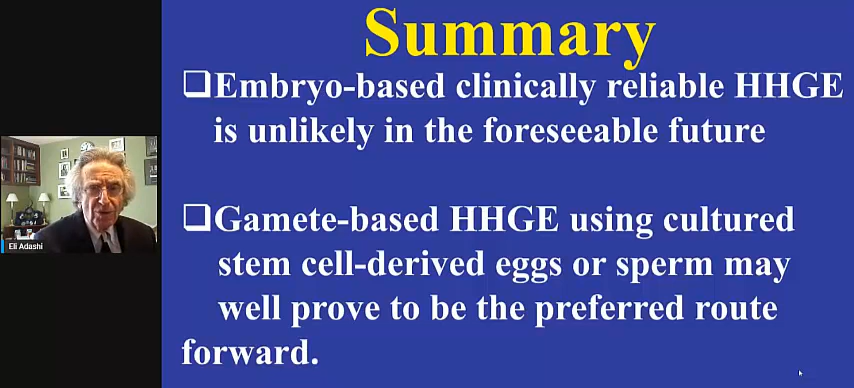 Summary
❑Embryo-based clinically reliable HHGE
is unlikely in the foreseeable future
❑Gamete-based HHGE using cultured
stem cell-derived eggs or sperm may
well prove to be the preferred route
forward.
Eli Adashi